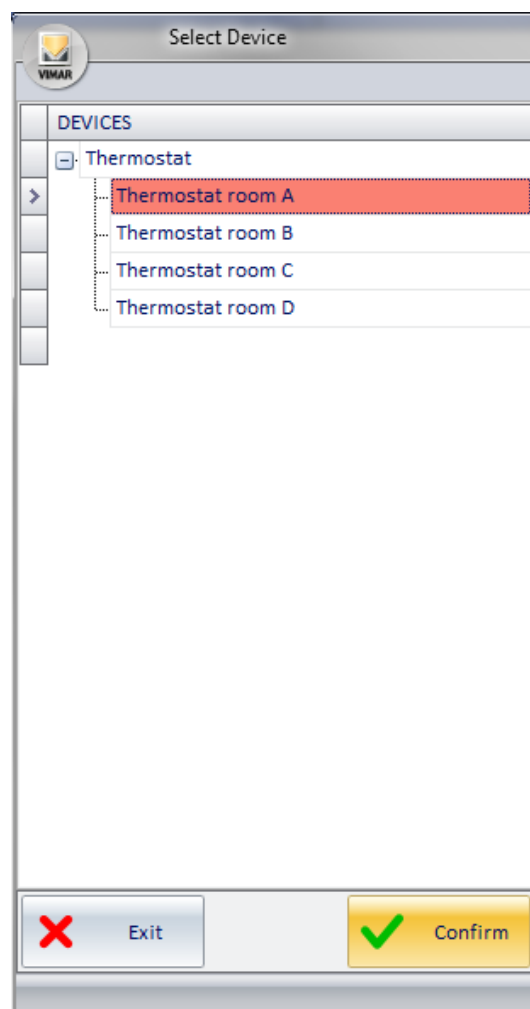 Select Device
VIMAR
DEVICES
Thermostat
Thermostat room A
Thermostat room B
Thermostat room C
Thermostat room D
Exit
Confirm